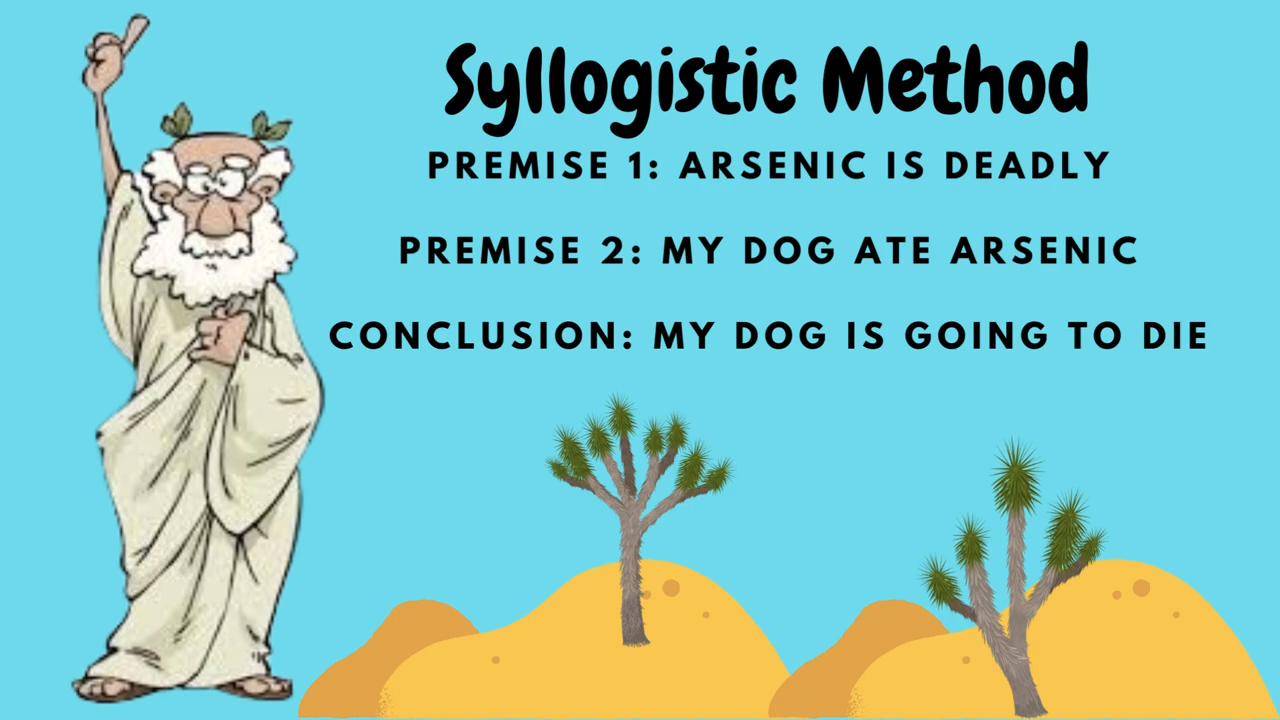 Syllogistic Method
PREMISE 1: ARSENIC IS DEADLY
PREMISE 2: MY DOG ATE ARSENIC
CONCLUSION: MY DOG IS GOING TO DIE